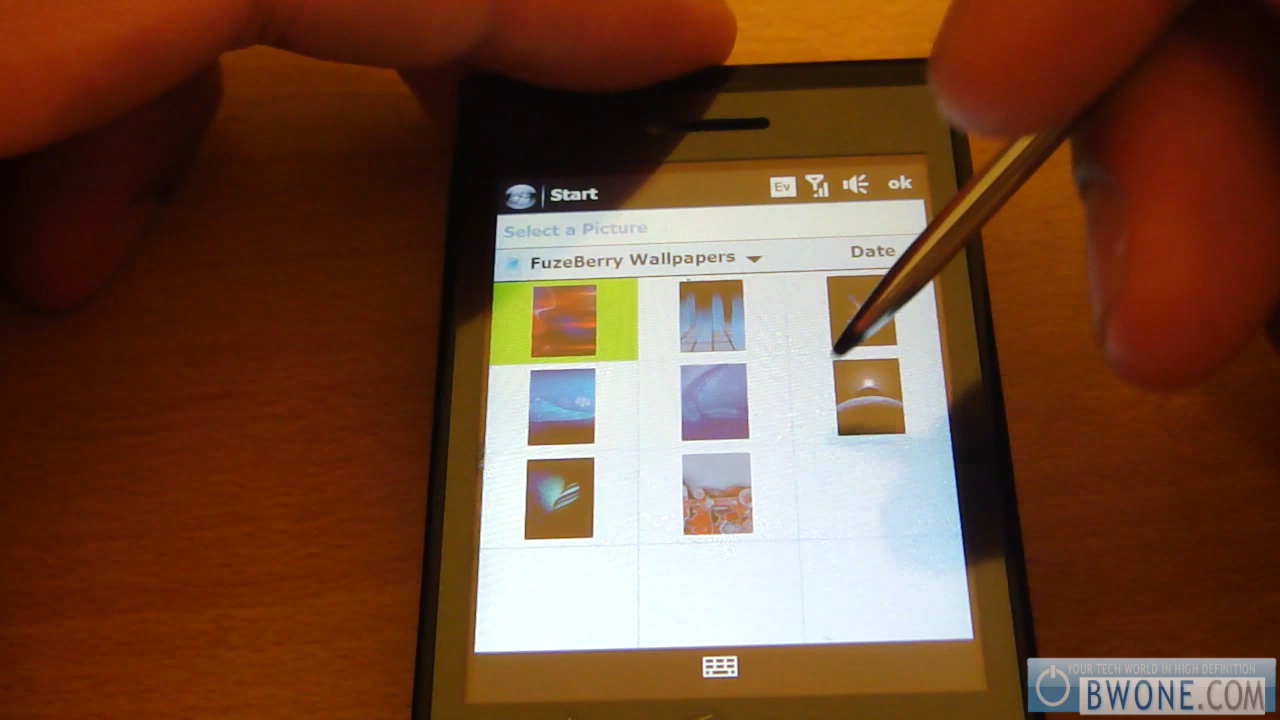 Start
Ev
ok
Select a Picture
FuzeBerry Wallpapers
Date
YOUR TECH WORLD IN HIGH DEFINITION
BWONE.COM